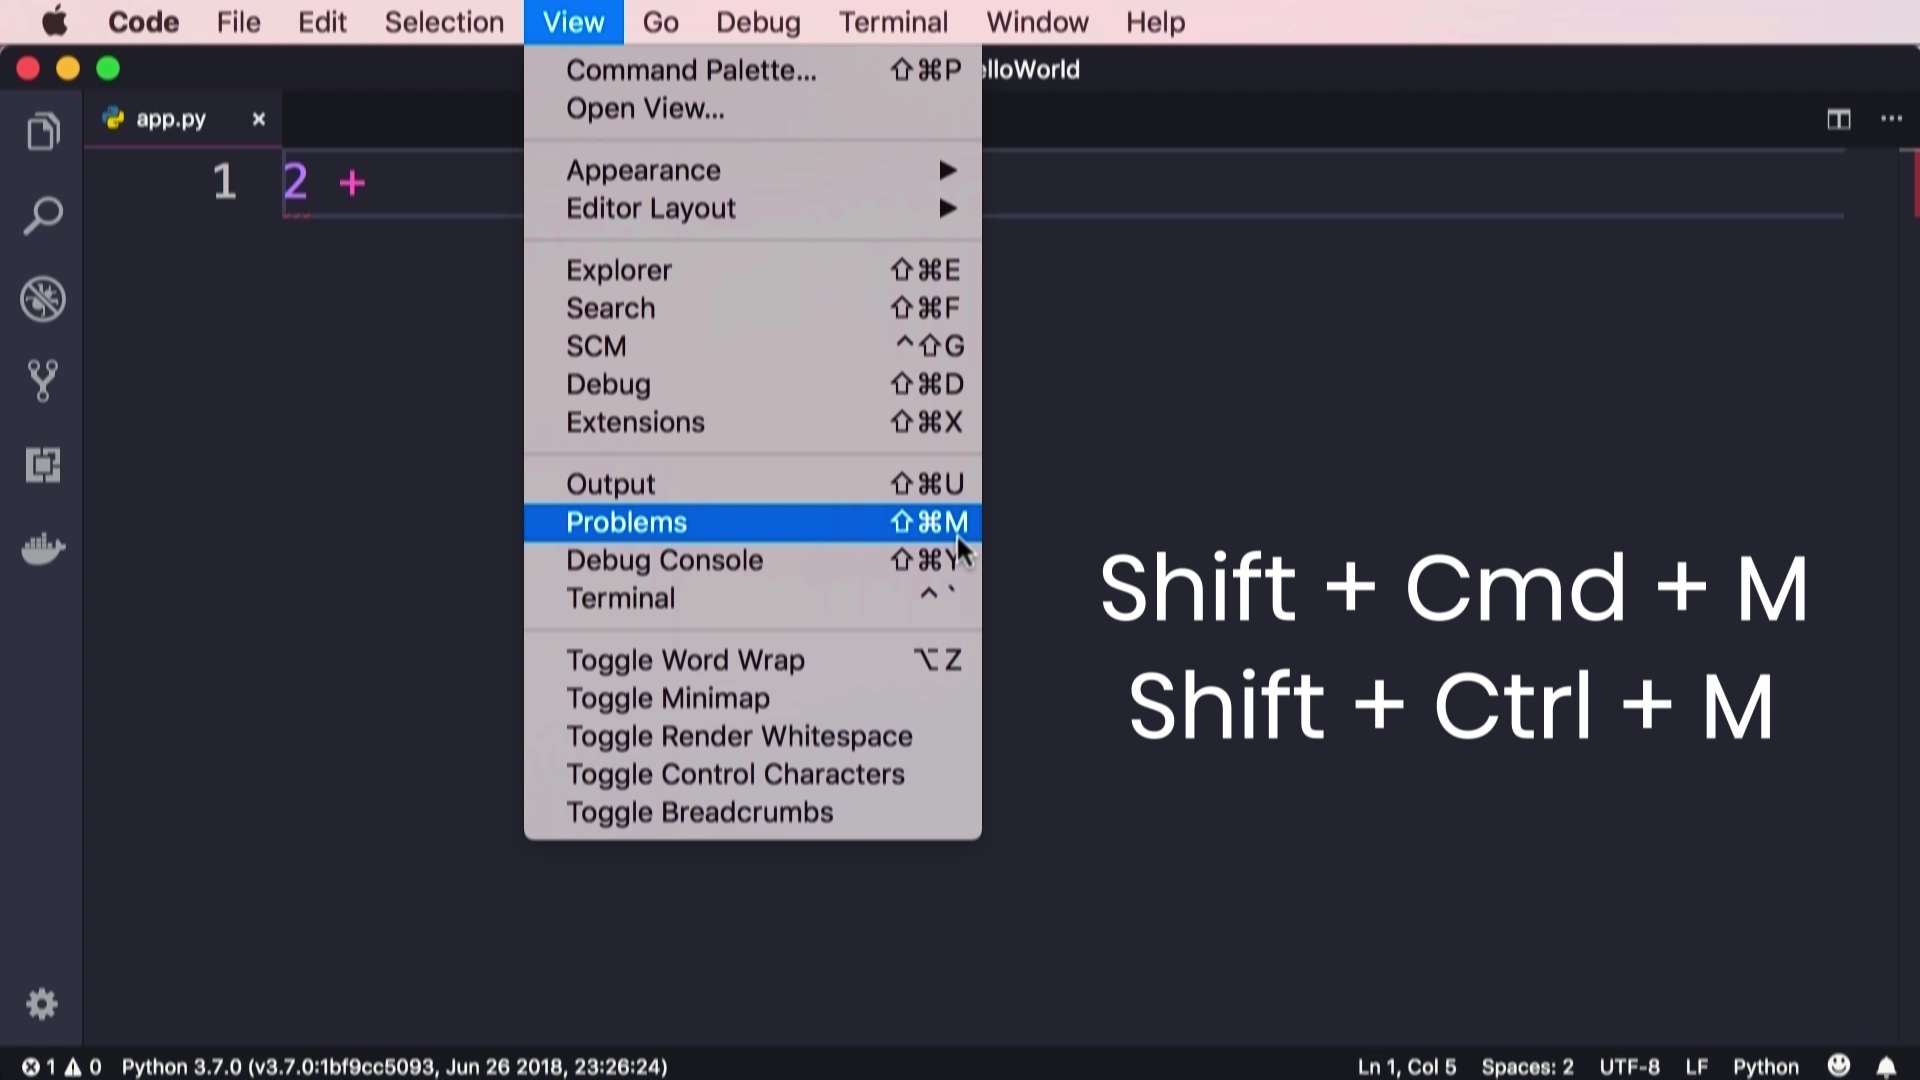 Code File Edit Selection View Go Debug Terminal Window Help
Command Palette... ⇧⌘P
lloWorld
Open View...
app.py ×
Appearance ▶
1 2 +
Editor Layout ▶
Explorer ⇧⌘E
Search ⇧⌘F
SCM ^⇧G
Debug ⇧⌘D
Extensions ⇧⌘X
Output ⇧⌘U
Problems ⇧⌘M
Debug Console ⇧⌘Y
Terminal ^`
Toggle Word Wrap ⌥Z
Toggle Minimap
Toggle Render Whitespace
Toggle Control Characters
Toggle Breadcrumbs
Shift + Cmd + M
Shift + Ctrl + M
1 0 Python 3.7.0 (v3.7.0:1bf9cc5093, Jun 26 2018, 23:26:24) Ln 1, Col 5 Spaces: 2 UTF-8 LF Python